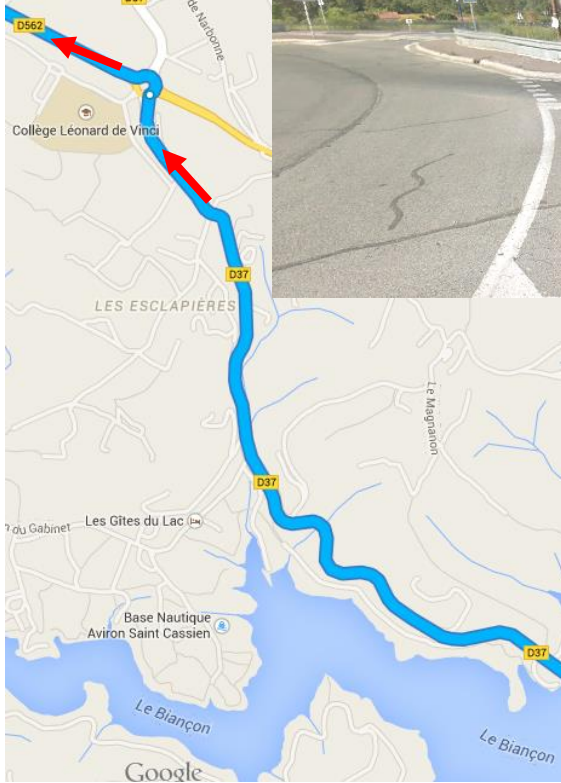 D562
de Narbonne
Collège Léonard de Vinci
D37
LES ESCLAPIÈRES
Le Magnanon
D37
Les Gîtes du Lac
du Gabinet
Base Nautique
Aviron Saint Cassien
D37
Le Biançon
Le Biançon
Google